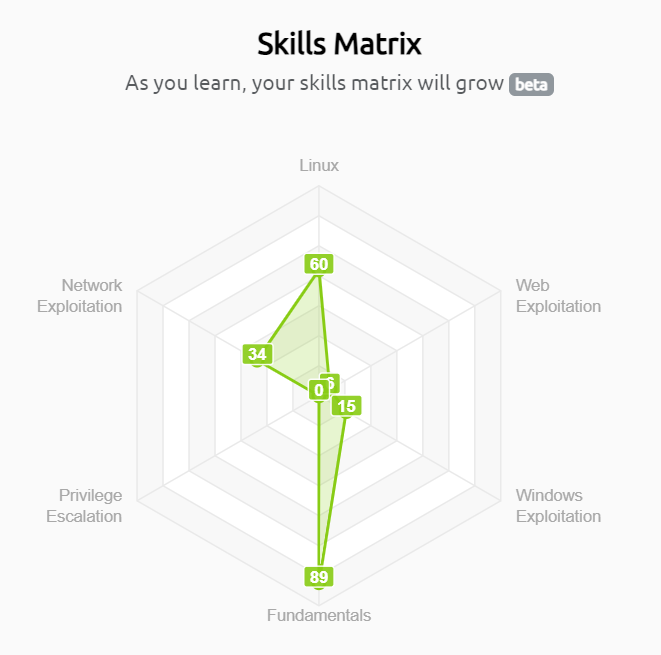 Skills Matrix
As you learn, your skills matrix will grow beta
Linux
60
Network
Exploitation
Web
Exploitation
34
6
0
15
Privilege
Escalation
Windows
Exploitation
89
Fundamentals